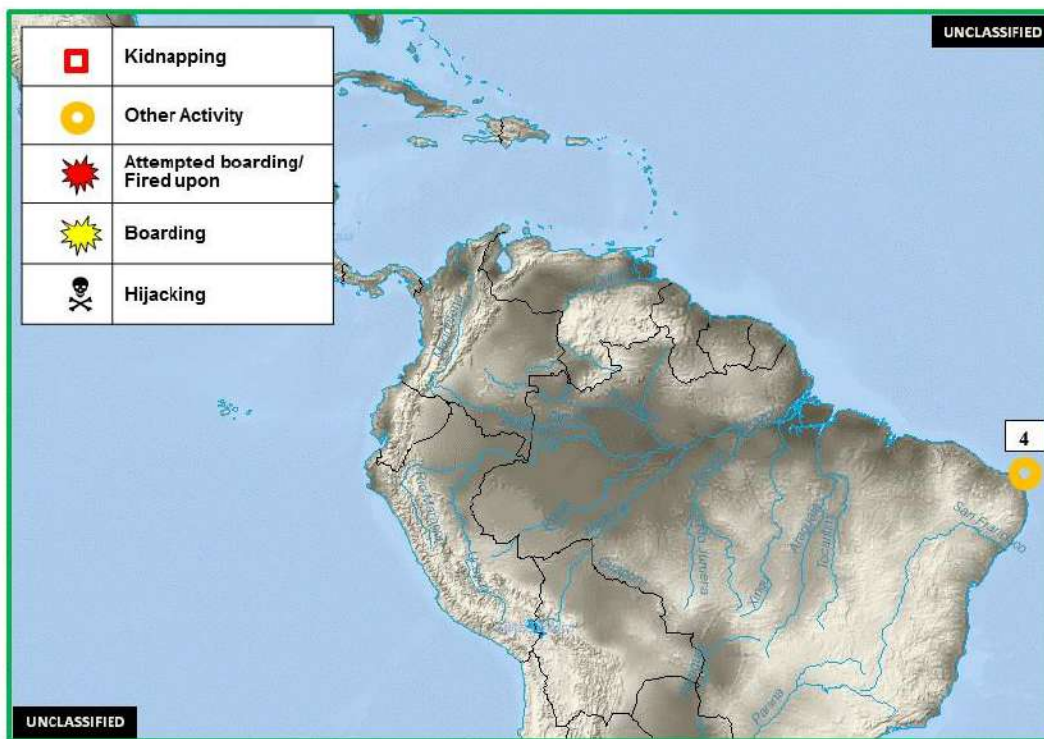 UNCLASSIFIED
Kidnapping
Other Activity
Attempted boarding/
Fired upon
Boarding
Hijacking
4
San Francisco
Araguaia
Tocantins
Xingu
Parana
UNCLASSIFIED